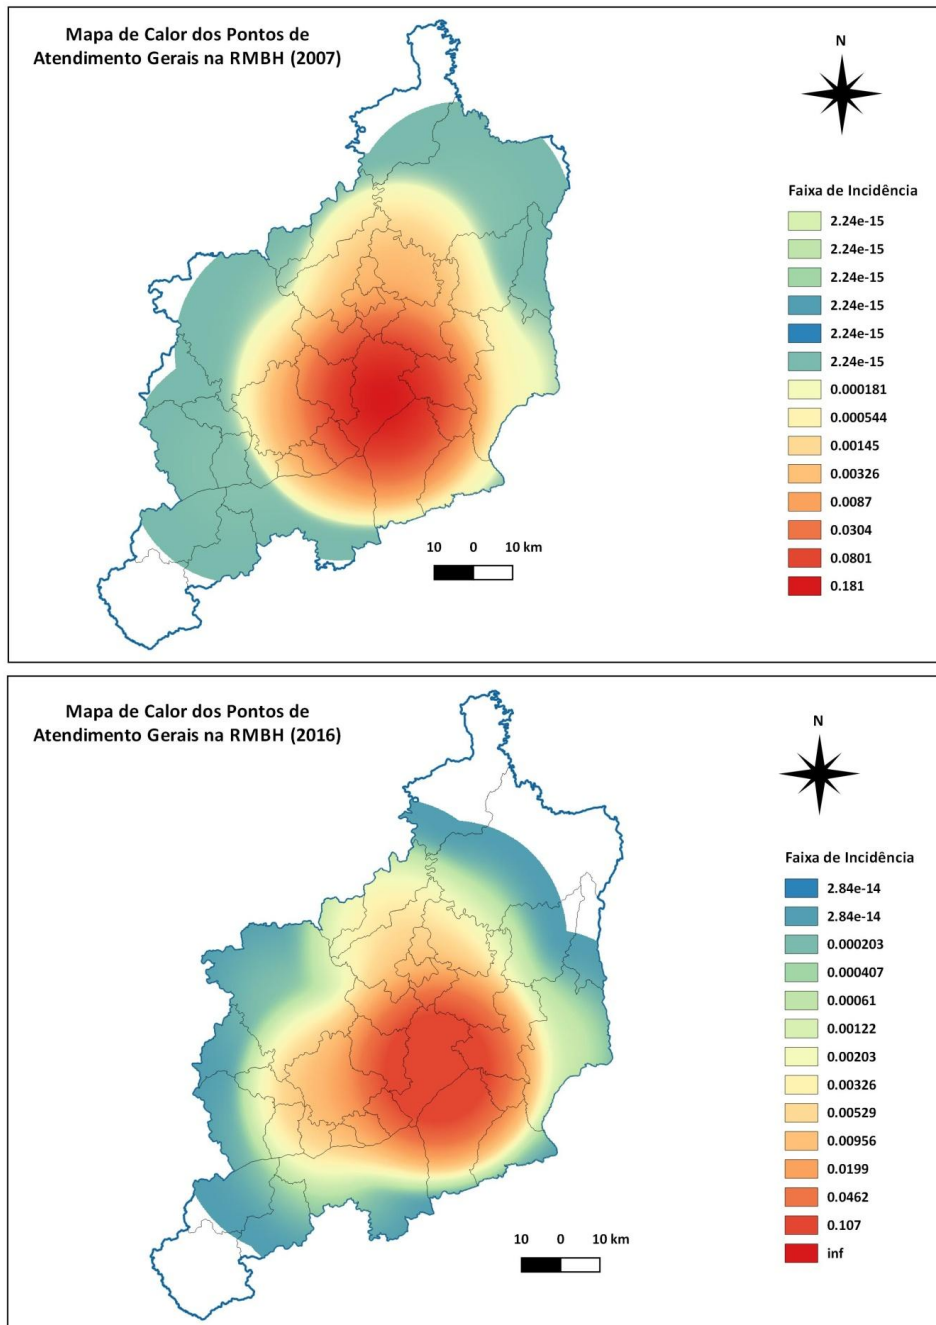 Mapa de Calor dos Pontos de
Atendimento Gerais na RMBH (2007)
N
Faixa de Incidência
2.24e-15
2.24e-15
2.24e-15
2.24e-15
2.24e-15
2.24e-15
0.000181
0.000544
0.00145
0.00326
0.0087
0.0304
0.0801
0.181
10 0 10 km
Mapa de Calor dos Pontos de
Atendimento Gerais na RMBH (2016)
N
Faixa de Incidência
2.84e-14
2.84e-14
0.000203
0.000407
0.00061
0.00122
0.00203
0.00326
0.00529
0.00956
0.0199
0.0462
0.107
inf
10 0 10 km